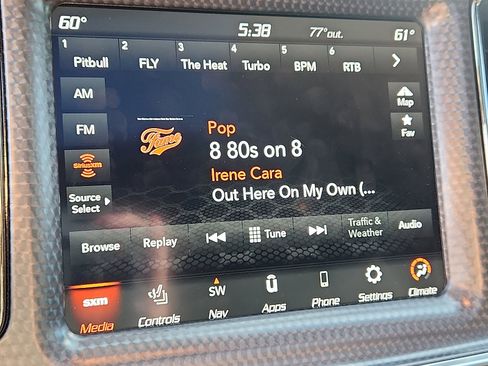 60°
5:38
77°out.
61°
1 Pitbull
2 FLY
3 The Heat
4 Turbo
5 BPM
6 RTB
AM
Map
FM
Fame
Pop
8 80s on 8
Fav
SiriusXM
Irene Cara
Out Here On My Own (...
Source
Select
Browse
Replay
Tune
Traffic &
Weather
Audio
sxm
Media
Controls
SW
Nav
u
Apps
Phone
Settings
Climate